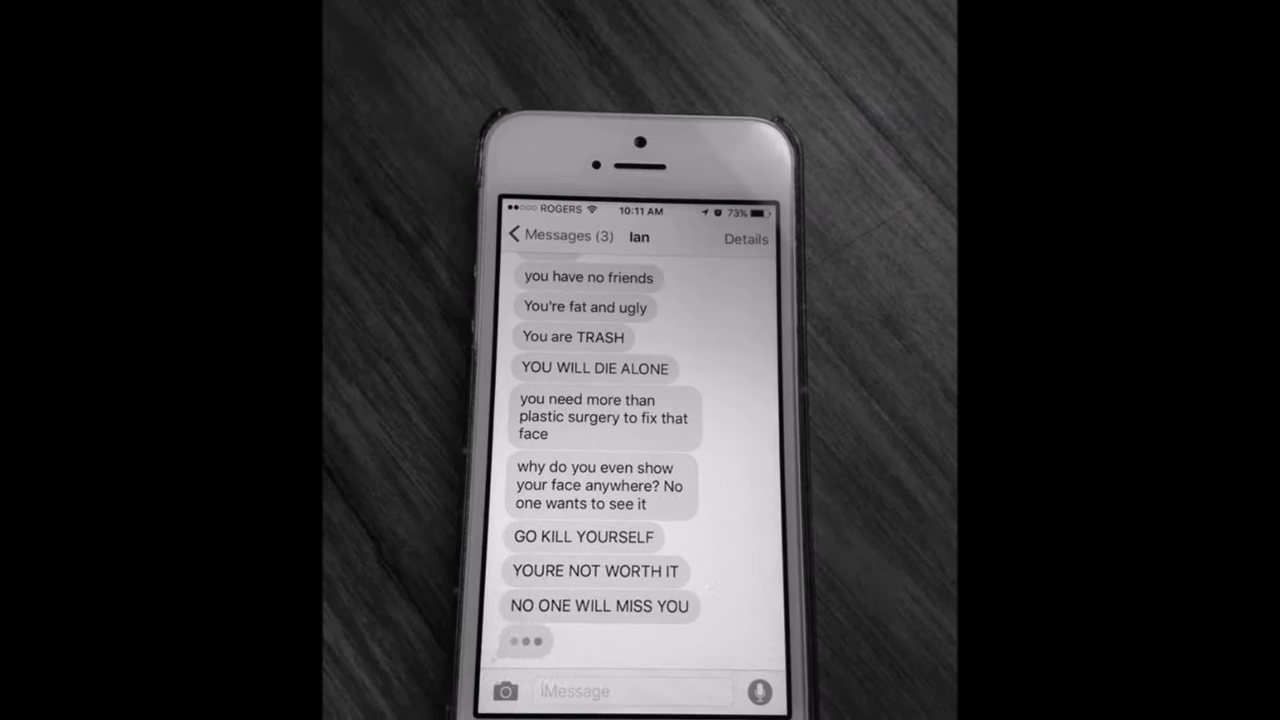 ROGERS 10:11 AM 73%
Messages (3) Ian Details
you have no friends
You're fat and ugly
You are TRASH
YOU WILL DIE ALONE
you need more than
plastic surgery to fix that
face
why do you even show
your face anywhere? No
one wants to see it
GO KILL YOURSELF
YOURE NOT WORTH IT
NO ONE WILL MISS YOU
iMessage